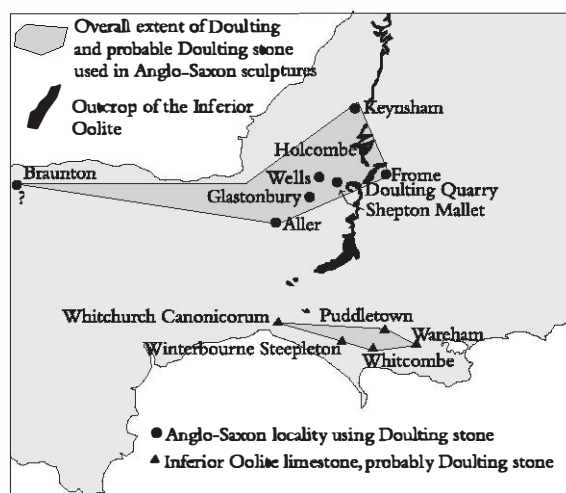 Overall extent of Doulting
and probable Doulting stone
used in Anglo-Saxon sculptures
Outcrop of the Inferior
Oolite
Keynsham
Holcombe
Braunton
?
Wells
Frome
Glastonbury
Doulting Quarry
Shepton Mallet
Aller
Whitchurch Canonicorum
Puddletown
Wareham
Winterbourne Steepleton
Whitcombe
Anglo-Saxon locality using Doulting stone
Inferior Oolite limestone, probably Doulting stone